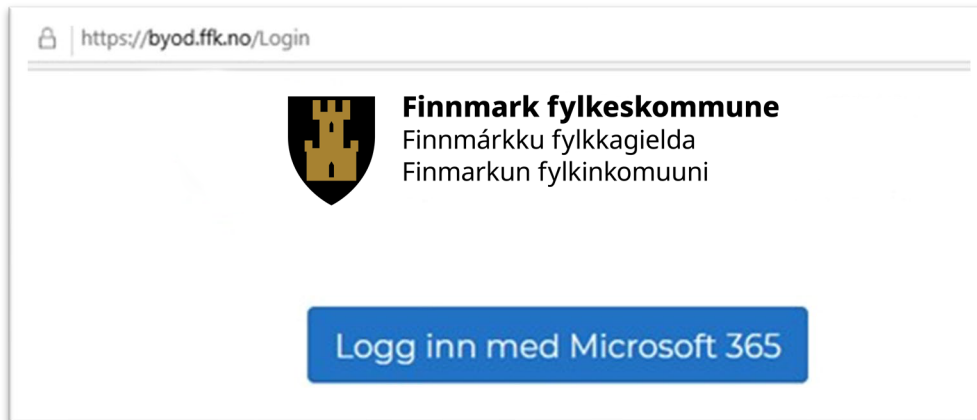 https://byod.ffk.no/Login
Finnmark fylkeskommune
Finnmárkku fylkkagielda
Finmarkun fylkinkomuuni
Logg inn med Microsoft 365